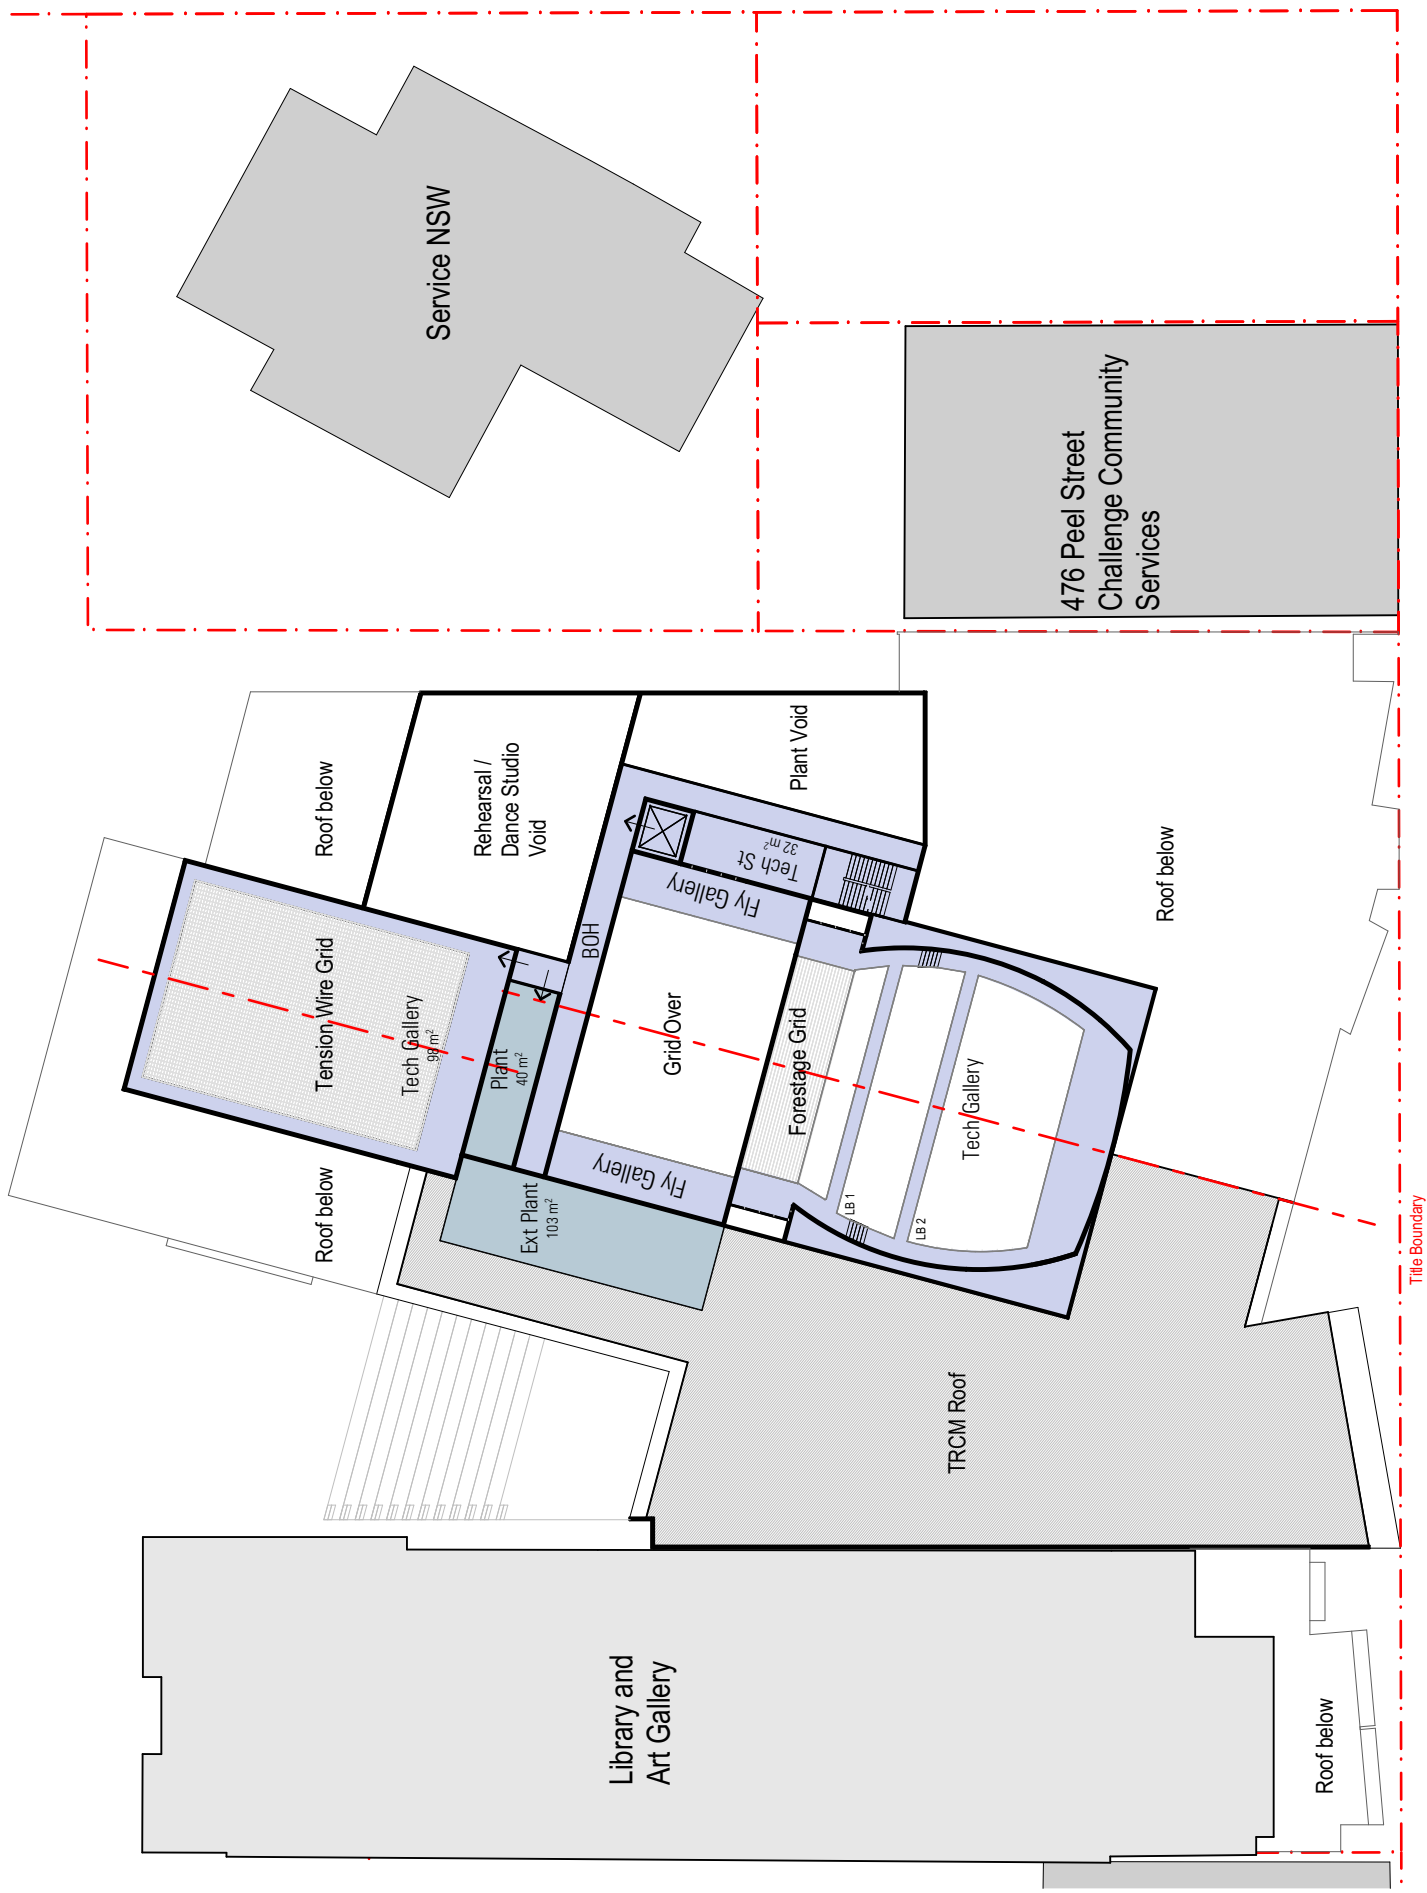 Service NSW
476 Peel Street
Challenge Community
Services
Roof below
Rehearsal /
Dance Studio
Void
Plant Void
Roof below
Tech St
32 m²
Fly Gallery
BOH
Tension Wire Grid
Tech Gallery
98 m²
Plant
40 m²
Grid Over
Forestage Grid
Tech Gallery
Fly Gallery
LB 1
LB 2
Ext Plant
103 m²
Roof below
TRCM Roof
Title Boundary
Library and
Art Gallery
Roof below